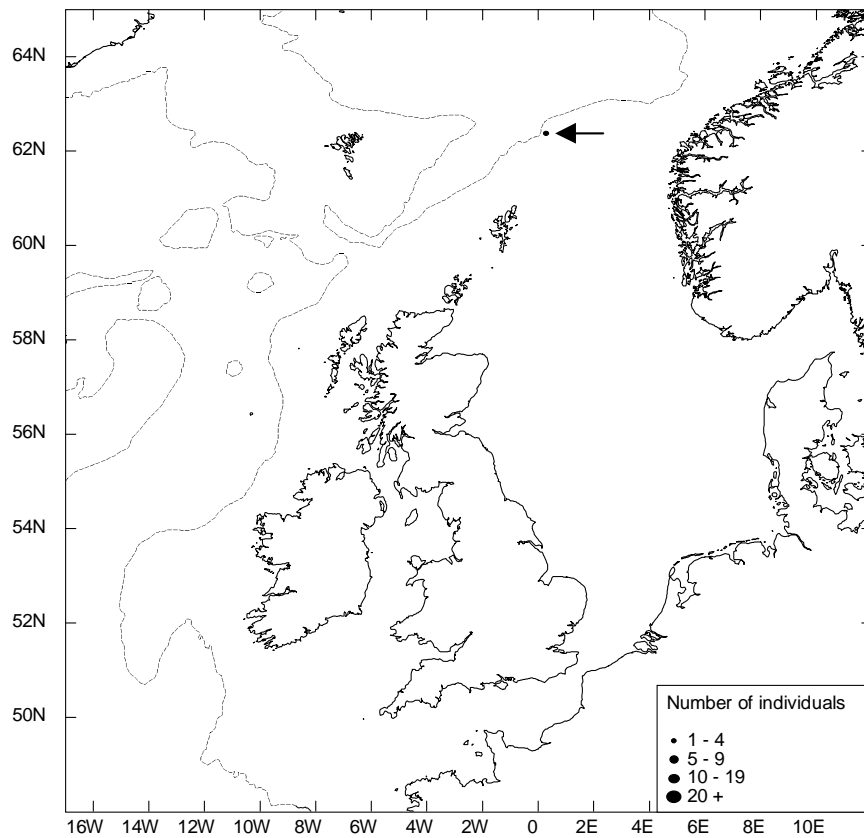 64N
62N
60N
58N
56N
54N
52N
50N
Number of individuals
1 - 4
5 - 9
10 - 19
20 +
16W 14W 12W 10W 8W 6W 4W 2W 0 2E 4E 6E 8E 10E